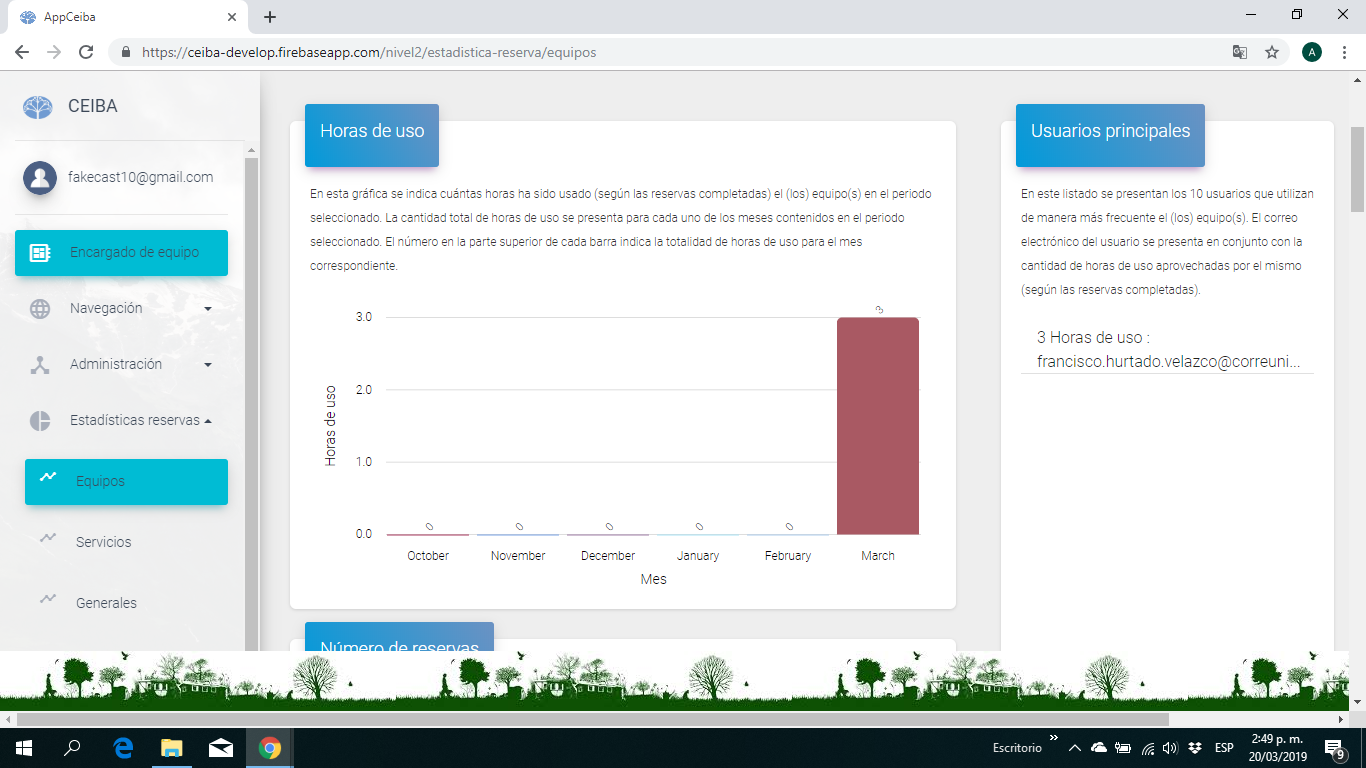 AppCeiba
https://ceiba-develop.firebaseapp.com/nivel2/estadistica-reserva/equipos
A
CEIBA
fakecast10@gmail.com
Encargado de equipo
Navegación
Administración
Estadísticas reservas
Equipos
Servicios
Generales
Horas de uso
En esta gráfica se indica cuántas horas ha sido usado (según las reservas completadas) el (los) equipo(s) en el periodo
seleccionado. La cantidad total de horas de uso se presenta para cada uno de los meses contenidos en el periodo
seleccionado. El número en la parte superior de cada barra indica la totalidad de horas de uso para el mes
correspondiente.
3.0
2.0
1.0
0.0
Horas de uso
0
0
0
0
0
3
October
November
December
January
February
March
Mes
Número de reservas
Usuarios principales
En este listado se presentan los 10 usuarios que utilizan
de manera más frecuente el (los) equipo(s). El correo
electrónico del usuario se presenta en conjunto con la
cantidad de horas de uso aprovechadas por el mismo
(según las reservas completadas).
3 Horas de uso :
francisco.hurtado.velazco@correuni...
Escritorio
ESP
2:49 p. m.
20/03/2019
9